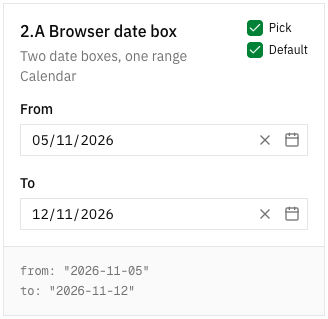 2.A Browser date box
Pick
Two date boxes, one range
Default
Calendar
From
05/11/2026
To
12/11/2026
from: "2026-11-05"
to: "2026-11-12"